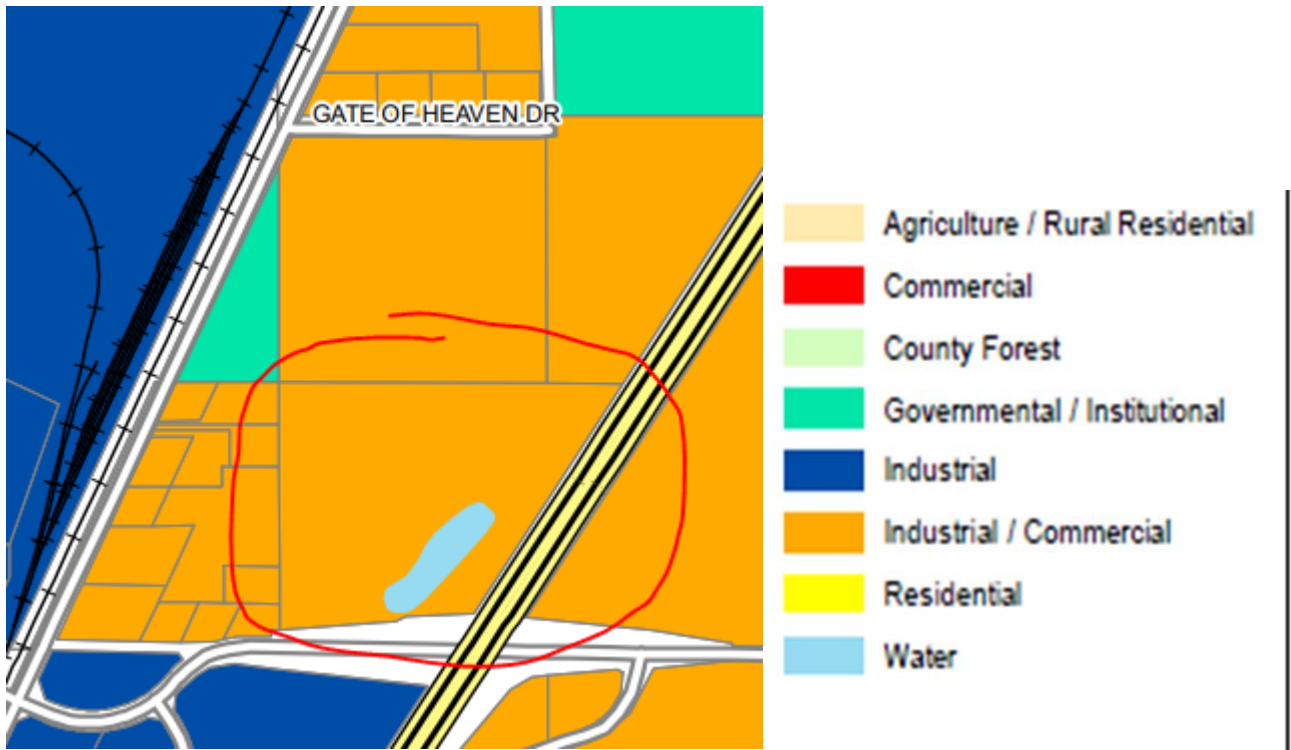 GATE OF HEAVEN DR
Agriculture / Rural Residential
Commercial
County Forest
Governmental / Institutional
Industrial
Industrial / Commercial
Residential
Water